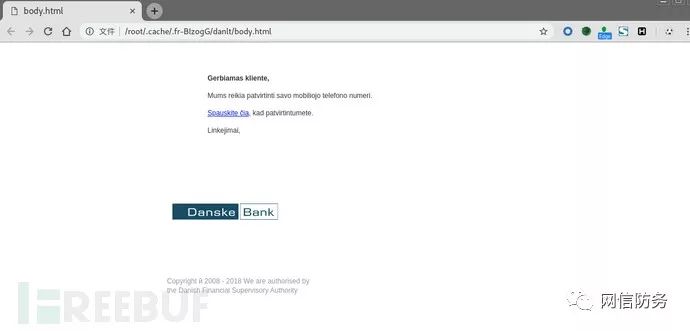 body.html
文件
/root/.cache/.fr-BlzogG/danlt/body.html
Edge
Gerbiamas kliente,
Mums reikia patvirtinti savo mobiliojo telefono numeri.
Spauskite čia, kad patvirtintumete.
Linkejimai,
Danske Bank
Copyright й 2008 - 2018 We are authorised by
the Danish Financial Supervisory Authority
FREEBUF
网信防务